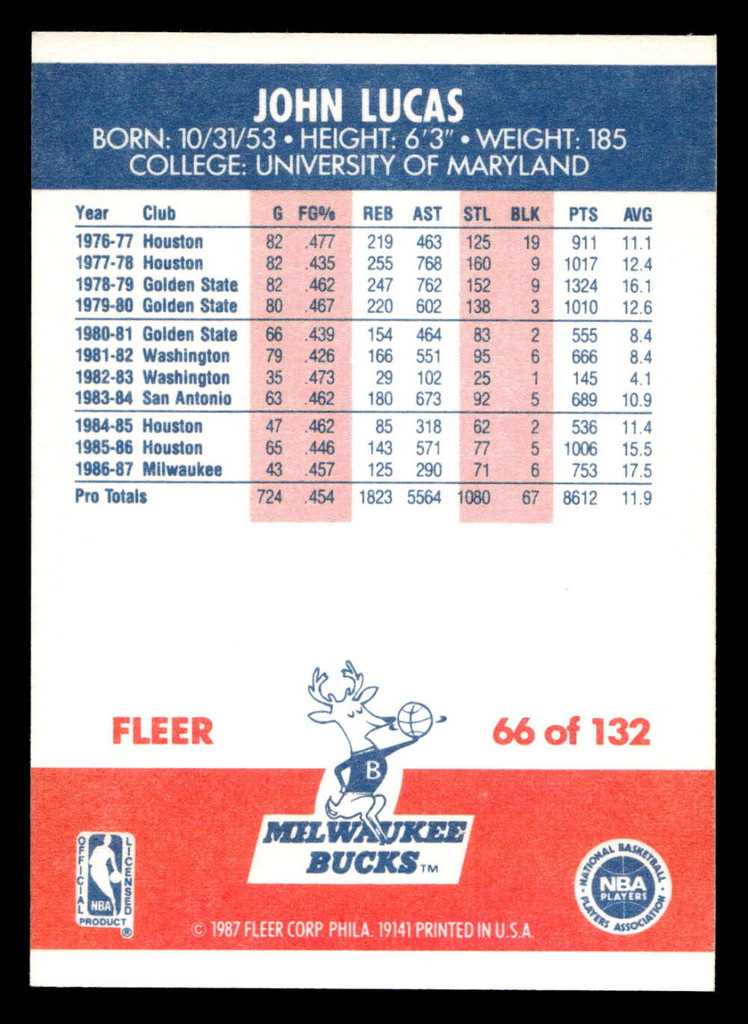 JOHN LUCAS
BORN: 10/31/53 • HEIGHT: 6'3" • WEIGHT: 185
COLLEGE: UNIVERSITY OF MARYLAND
Year Club G FG% REB AST STL BLK PTS AVG
1976-77 Houston 82 .477 219 463 125 19 911 11.1
1977-78 Houston 82 .435 255 768 160 9 1017 12.4
1978-79 Golden State 82 .462 247 762 152 9 1324 16.1
1979-80 Golden State 80 .467 220 602 138 3 1010 12.6
1980-81 Golden State 66 .439 154 464 83 2 555 8.4
1981-82 Washington 79 .426 166 551 95 6 666 8.4
1982-83 Washington 35 .473 29 102 25 1 145 4.1
1983-84 San Antonio 63 .462 180 673 92 5 689 10.9
1984-85 Houston 47 .462 85 318 62 2 536 11.4
1985-86 Houston 65 .446 143 571 77 5 1006 15.5
1986-87 Milwaukee 43 .457 125 290 71 6 753 17.5
Pro Totals 724 .454 1823 5564 1080 67 8612 11.9
FLEER
66 of 132
B
MILWAUKEE
BUCKS™
OFFICIAL LICENSED
NBA
PRODUCT ®
NATIONAL BASKETBALL
NBA
PLAYERS
PLAYERS ASSOCIATION
© 1987 FLEER CORP. PHILA. 19141 PRINTED IN U.S.A.